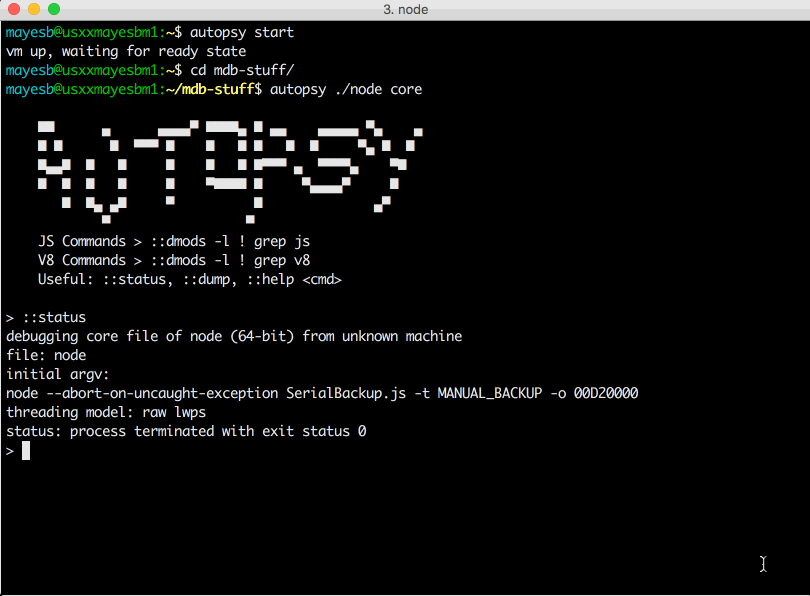 3. node
mayesb@usxxmayesbm1:~$ autopsy start
vm up, waiting for ready state
mayesb@usxxmayesbm1:~$ cd mdb-stuff/
mayesb@usxxmayesbm1:~/mdb-stuff$ autopsy ./node core
AUTOPSY
JS Commands > ::dmods -l ! grep js
V8 Commands > ::dmods -l ! grep v8
Useful: ::status, ::dump, ::help <cmd>
> ::status
debugging core file of node (64-bit) from unknown machine
file: node
initial argv:
node --abort-on-uncaught-exception SerialBackup.js -t MANUAL_BACKUP -o 00D20000
threading model: raw lwps
status: process terminated with exit status 0
>